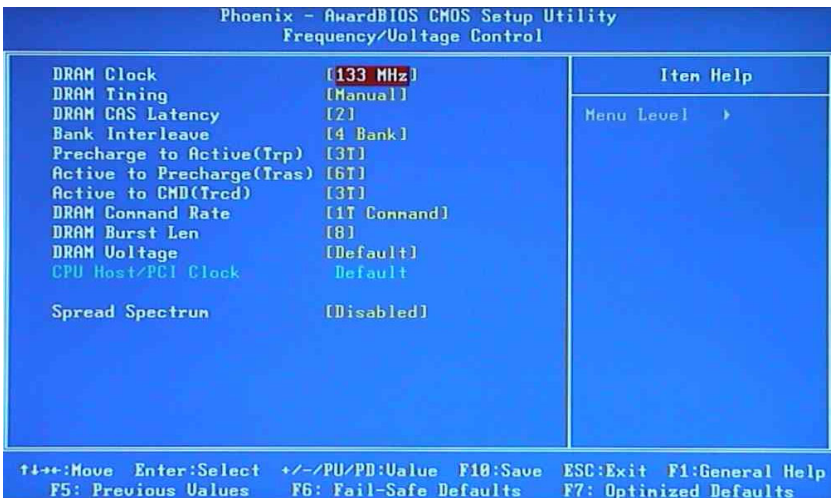 Phoenix - AwardBIOS CMOS Setup Utility
Frequency/Voltage Control
DRAM Clock [133 MHz]
DRAM Timing [Manual]
DRAM CAS Latency [2]
Bank Interleave [4 Bank]
Precharge to Active(Trp) [3T]
Active to Precharge(Tras) [6T]
Active to CMD(Trcd) [3T]
DRAM Command Rate [1T Command]
DRAM Burst Len [8]
DRAM Voltage [Default]
CPU Host/PCI Clock Default
Spread Spectrum [Disabled]
Item Help
Menu Level ▸
↑↓→←:Move Enter:Select +/-/PU/PD:Value F10:Save ESC:Exit F1:General Help
F5: Previous Values F6: Fail-Safe Defaults F7: Optimized Defaults